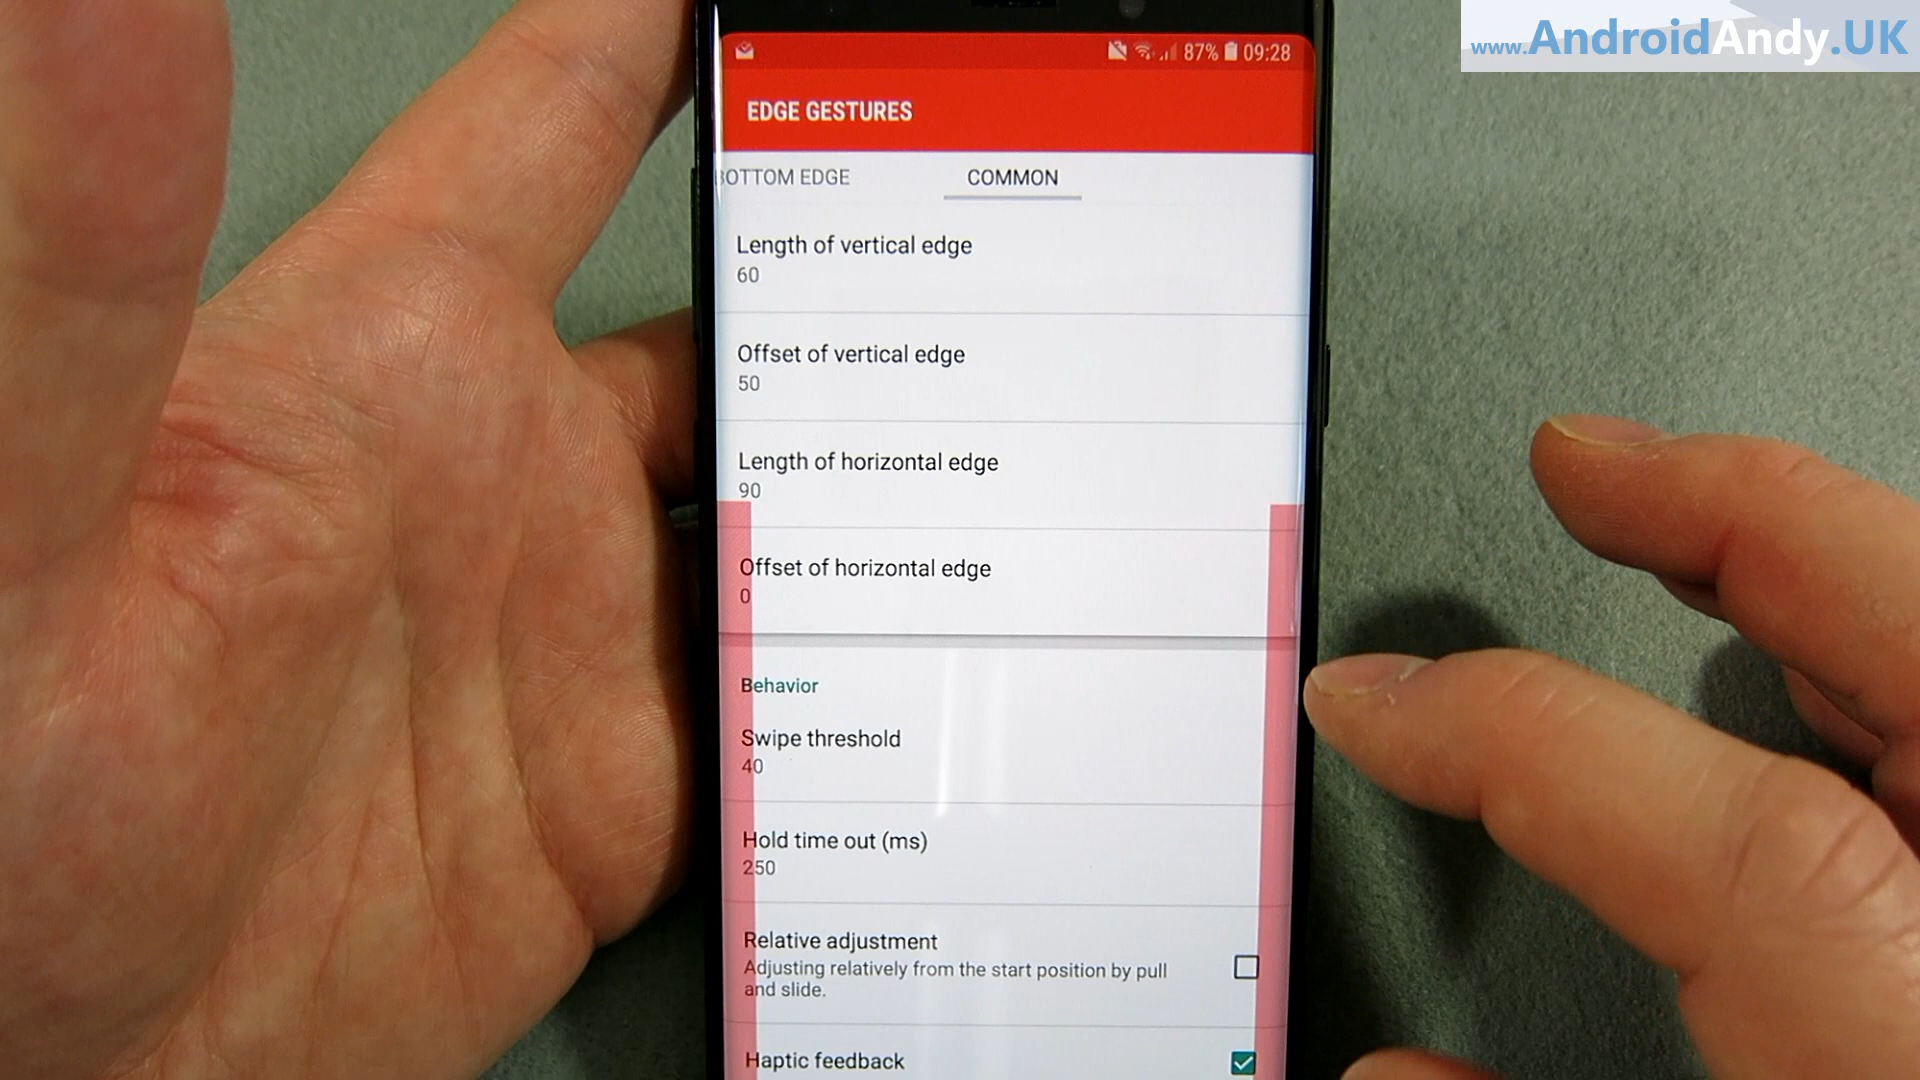 www.AndroidAndy.UK
87% 09:28
EDGE GESTURES
BOTTOM EDGE COMMON
Length of vertical edge
60
Offset of vertical edge
50
Length of horizontal edge
90
Offset of horizontal edge
0
Behavior
Swipe threshold
40
Hold time out (ms)
250
Relative adjustment
Adjusting relatively from the start position by pull
and slide.
Haptic feedback